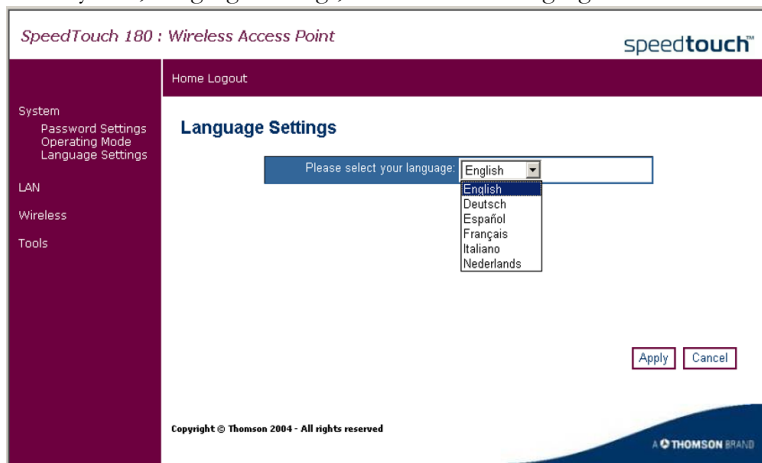 SpeedTouch 180 : Wireless Access Point
speedtouch™
Home Logout
System
Password Settings
Operating Mode
Language Settings
LAN
Wireless
Tools
Language Settings
Please select your language:
English
English
Deutsch
Español
Français
Italiano
Nederlands
Apply
Cancel
Copyright © Thomson 2004 - All rights reserved
A THOMSON BRAND